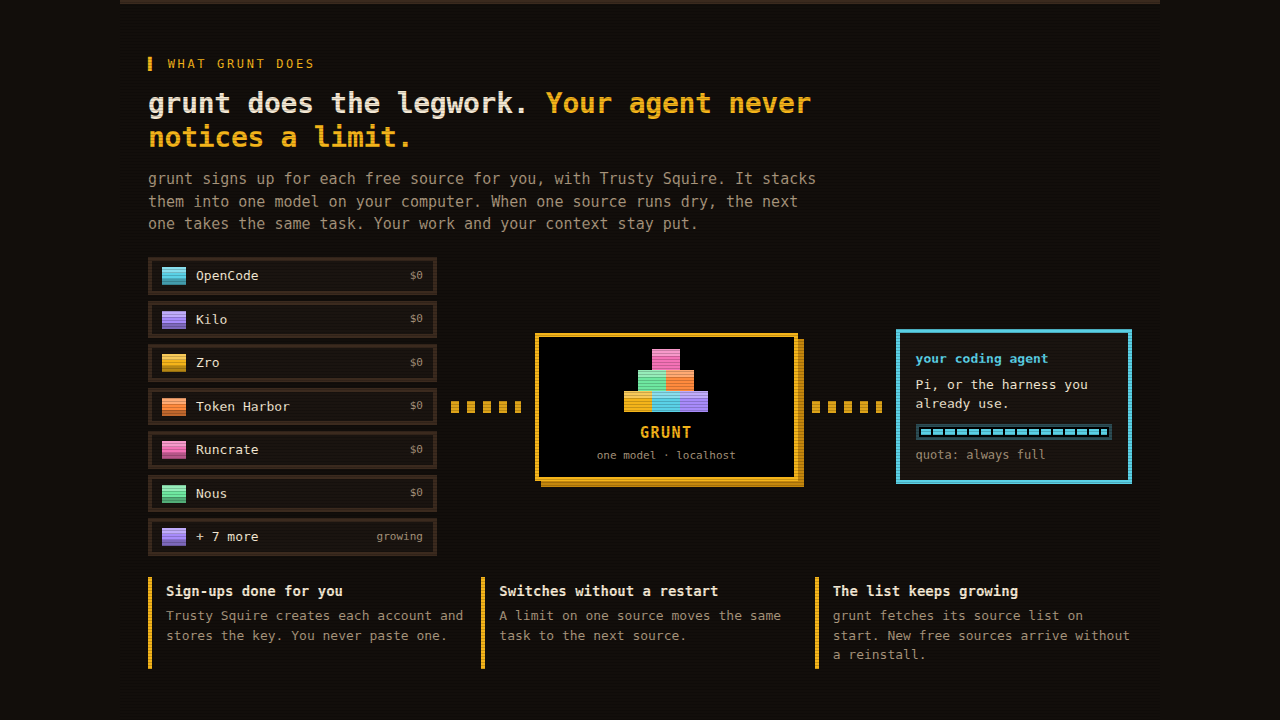 WHAT GRUNT DOES
grunt does the legwork. Your agent never
notices a limit.
grunt signs up for each free source for you, with Trusty Squire. It stacks
them into one model on your computer. When one source runs dry, the next
one takes the same task. Your work and your context stay put.
OpenCode $0
Kilo $0
Zro $0
Token Harbor $0
Runcrate $0
Nous $0
+ 7 more growing
GRUNT
one model · localhost
your coding agent
Pi, or the harness you
already use.
quota: always full
Sign-ups done for you
Trusty Squire creates each account and
stores the key. You never paste one.
Switches without a restart
A limit on one source moves the same
task to the next source.
The list keeps growing
grunt fetches its source list on
start. New free sources arrive without
a reinstall.